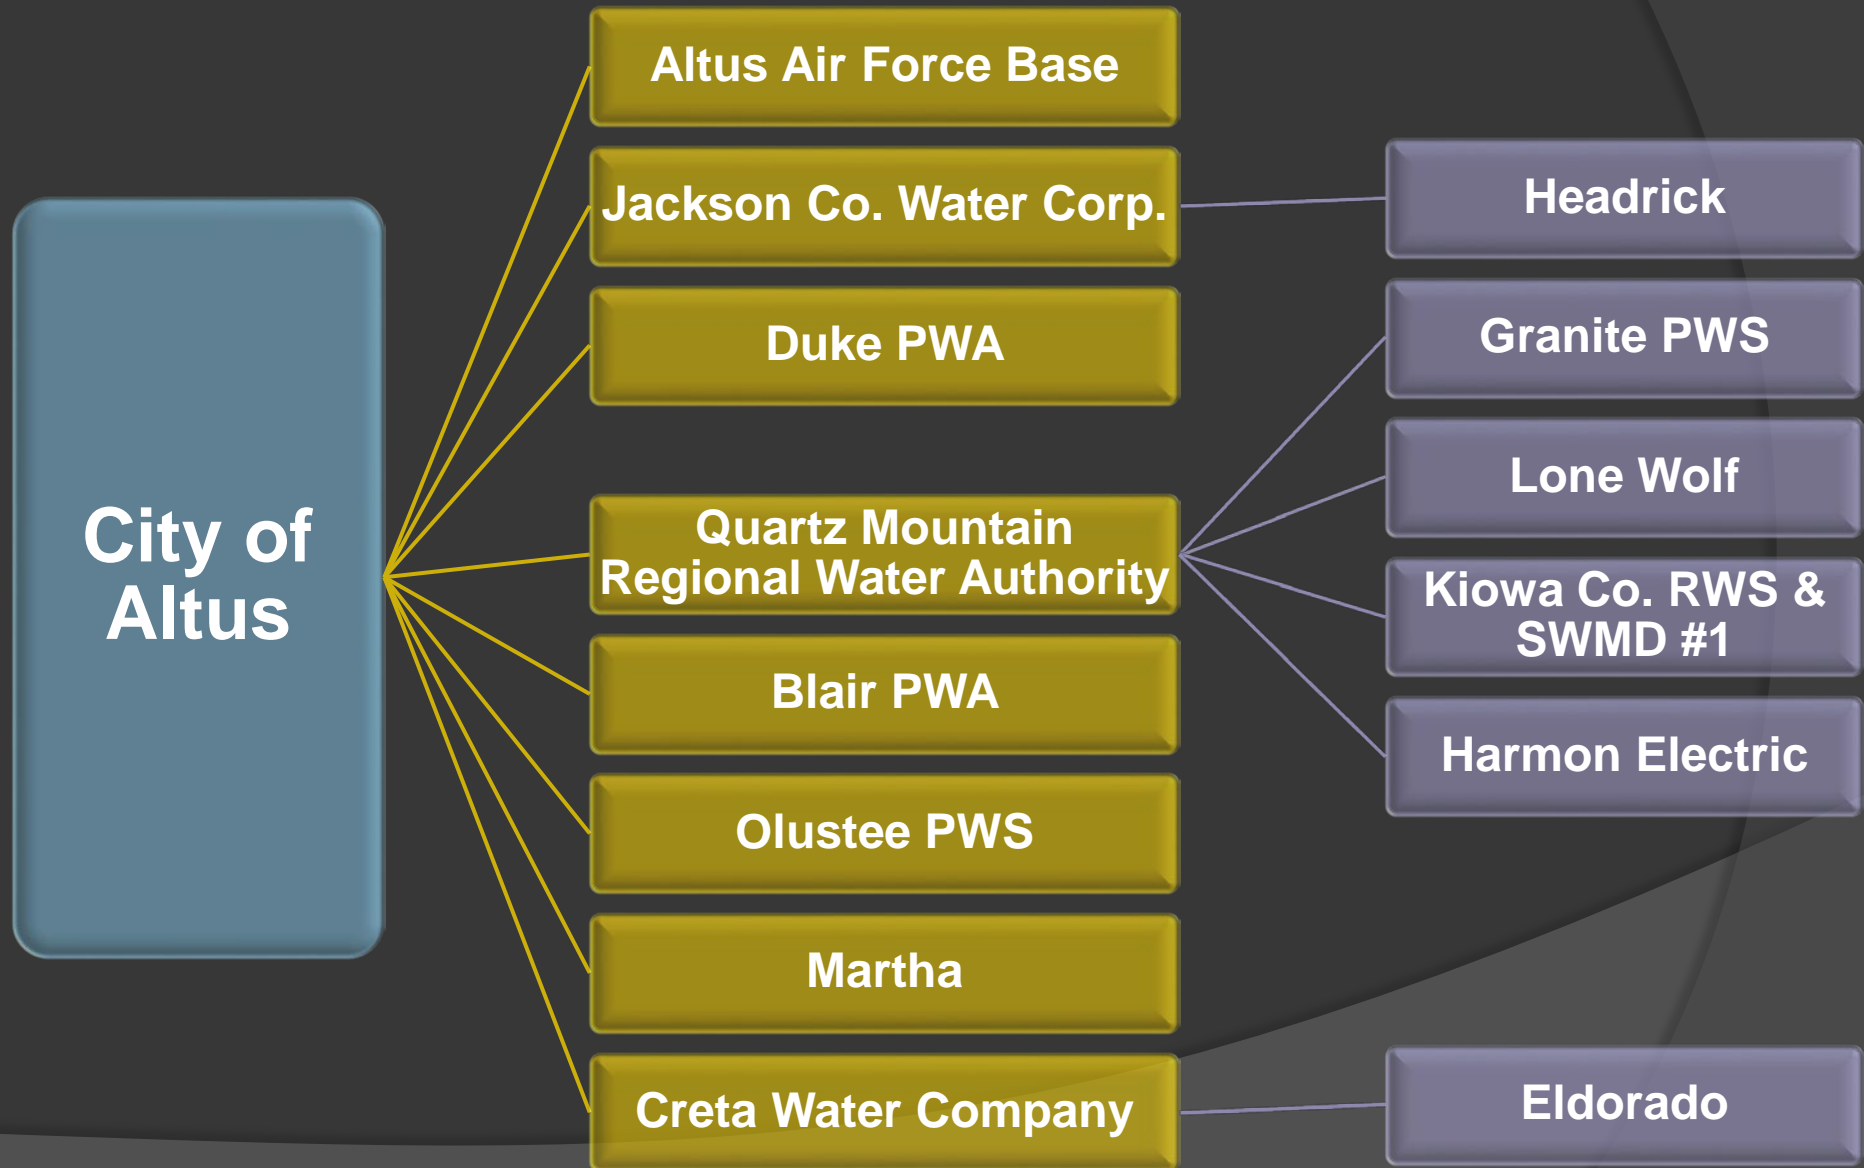 City of
Altus
Altus Air Force Base
Jackson Co. Water Corp.
Duke PWA
Quartz Mountain
Regional Water Authority
Blair PWA
Olustee PWS
Martha
Creta Water Company
Headrick
Granite PWS
Lone Wolf
Kiowa Co. RWS &
SWMD #1
Harmon Electric
Eldorado